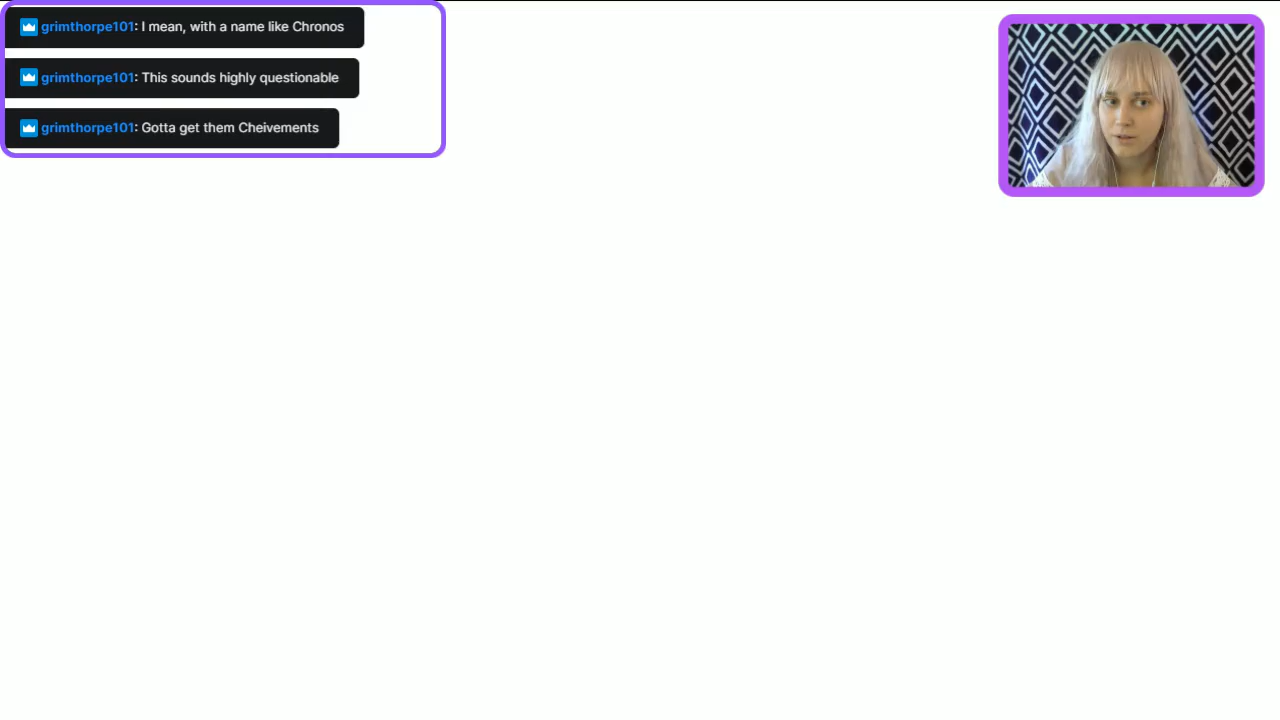 grimthorpe101: I mean, with a name like Chronos
grimthorpe101: This sounds highly questionable
grimthorpe101: Gotta get them Cheivements